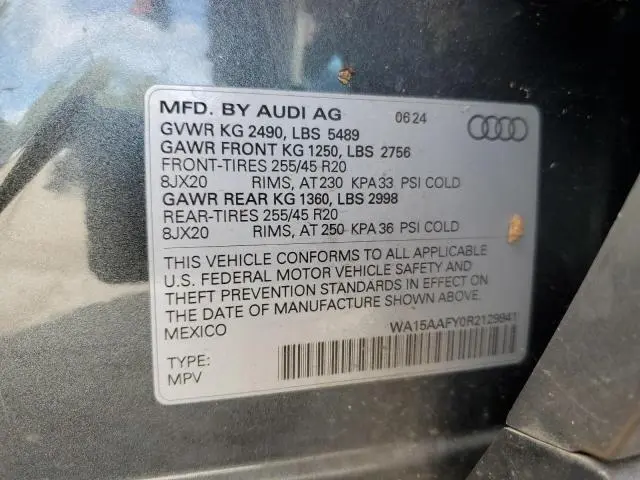 MFD. BY AUDI AG 06 24
GVWR KG 2490, LBS 5489
GAWR FRONT KG 1250, LBS 2756
FRONT-TIRES 255/45 R20
8JX20 RIMS, AT 230 KPA 33 PSI COLD
GAWR REAR KG 1360, LBS 2998
REAR-TIRES 255/45 R20
8JX20 RIMS, AT 250 KPA 36 PSI COLD
THIS VEHICLE CONFORMS TO ALL APPLICABLE
U.S. FEDERAL MOTOR VEHICLE SAFETY AND
THEFT PREVENTION STANDARDS IN EFFECT ON
THE DATE OF MANUFACTURE SHOWN ABOVE.
MEXICO
WA15AAFY0R2129941
TYPE:
MPV